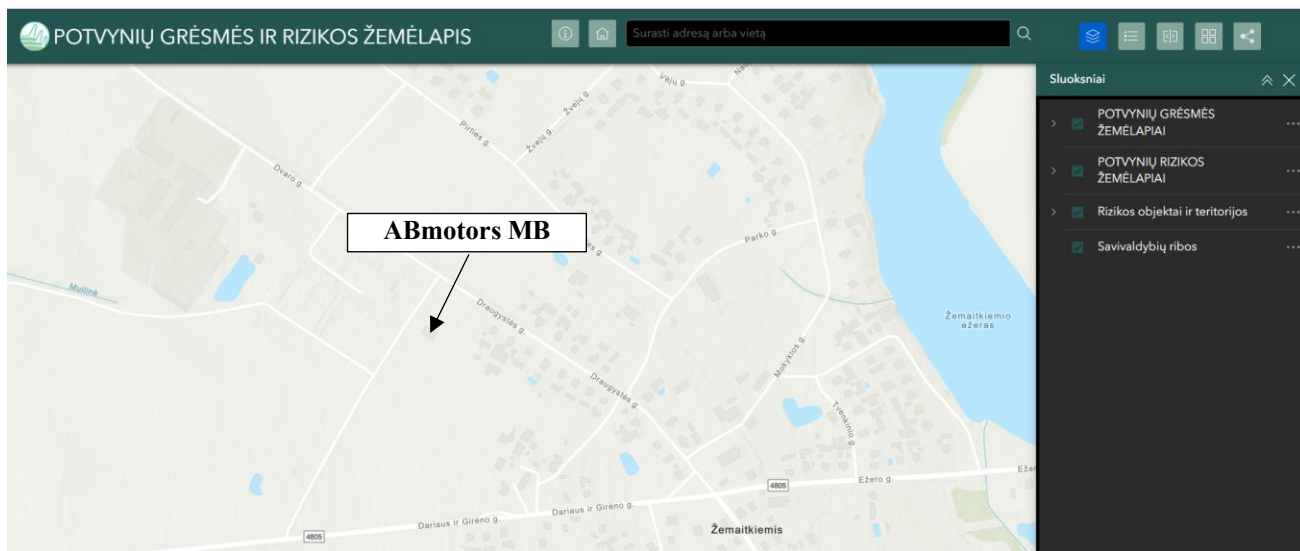 POTVYNIŲ GRĖSMĖS IR RIZIKOS ŽEMĖLAPIS
Surasti adresą arba vietą
Sluoksniai
POTVYNIŲ GRĖSMĖS
ŽEMĖLAPIAI
POTVYNIŲ RIZIKOS
ŽEMĖLAPIAI
Rizikos objektai ir teritorijos
Savivaldybių ribos
Vėjų g.
Žvejų g.
Pirties g.
Žvejų g.
Dvaro g.
ABmotors MB
Parko g.
Mullinė
Draugystės g.
Žemaitkiemio
ežeras
Mokyklos g.
Draugystės g.
Tvenkinio g.
4805
Ežero g.
Dariaus ir Girėno g.
Dariaus ir Girėno g.
4805
Žemaitkiemis